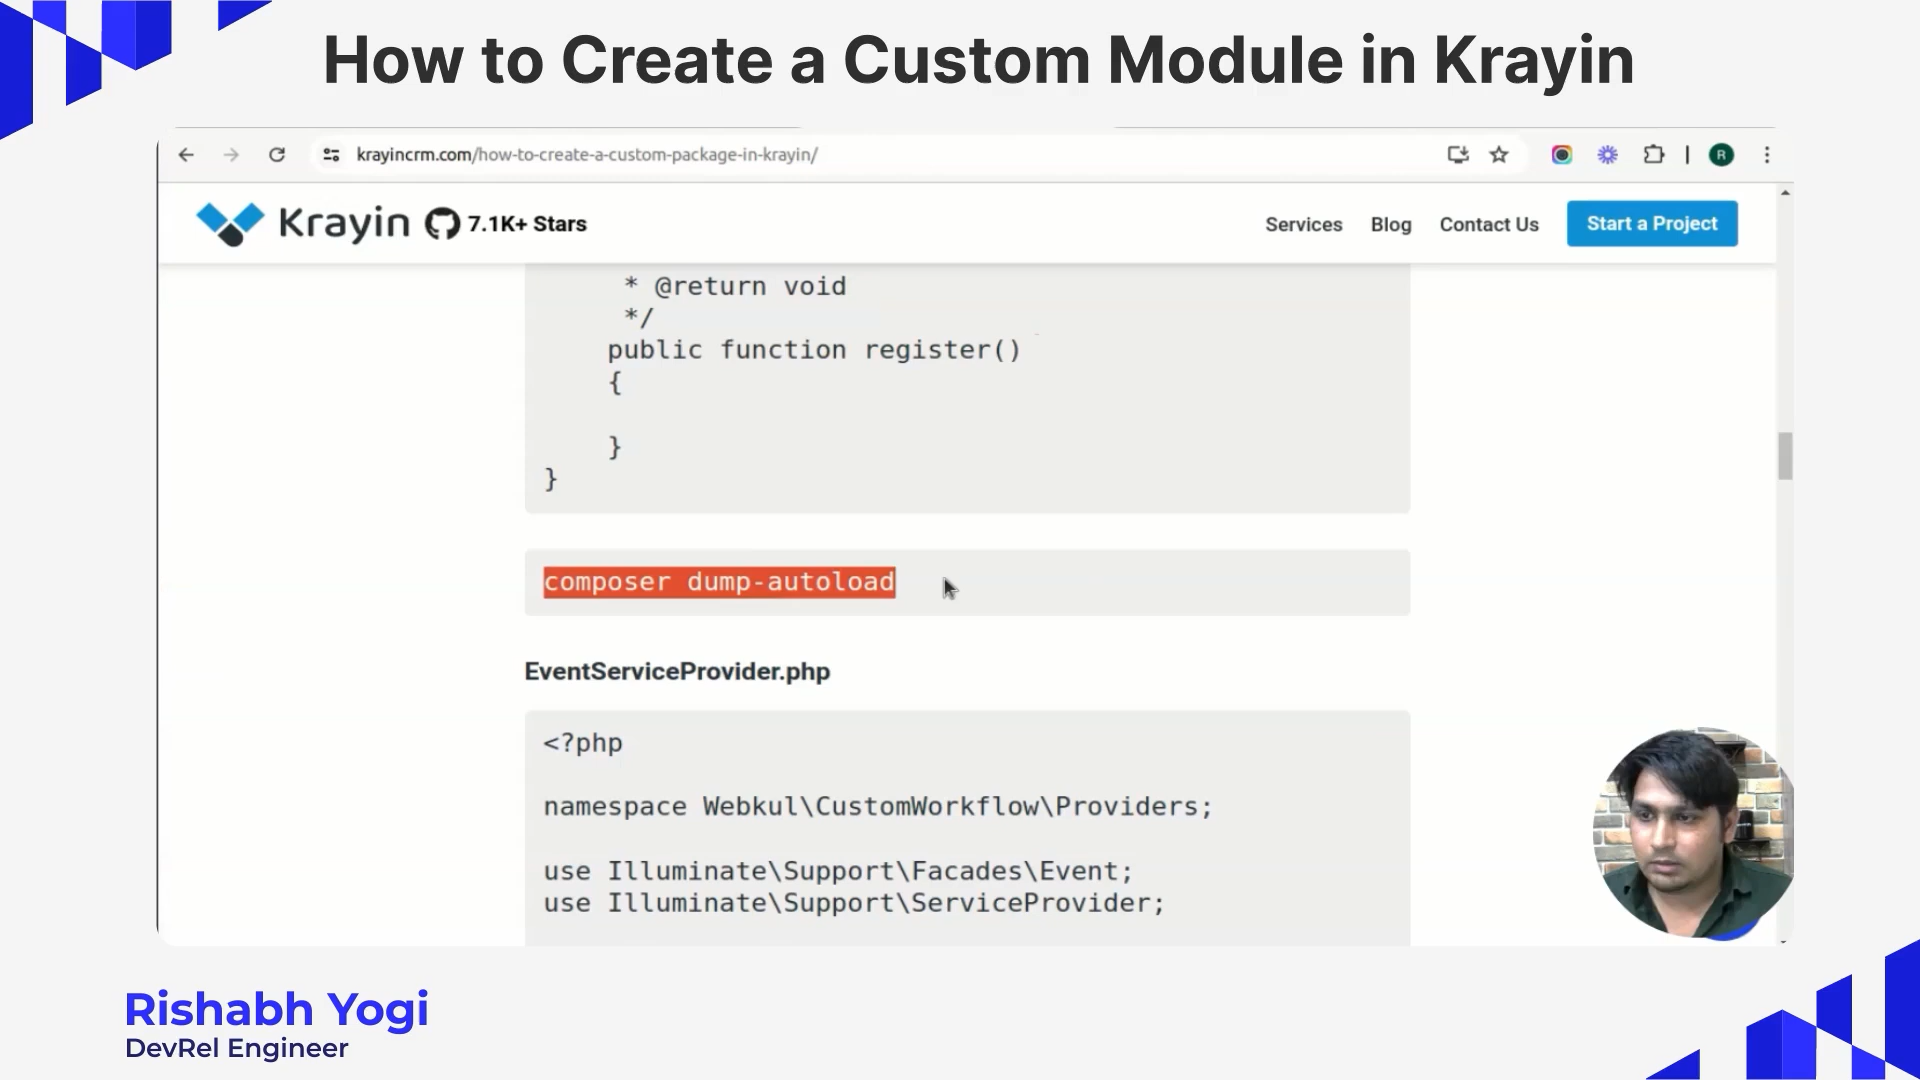 How to Create a Custom Module in Krayin
krayincrm.com/how-to-create-a-custom-package-in-krayin/
R
Krayin 7.1K+ Stars
Services Blog Contact Us Start a Project
* @return void
*/
public function register()
{
}
}
composer dump-autoload
EventServiceProvider.php
<?php
namespace Webkul\CustomWorkflow\Providers;
use Illuminate\Support\Facades\Event;
use Illuminate\Support\ServiceProvider;
Rishabh Yogi
DevRel Engineer